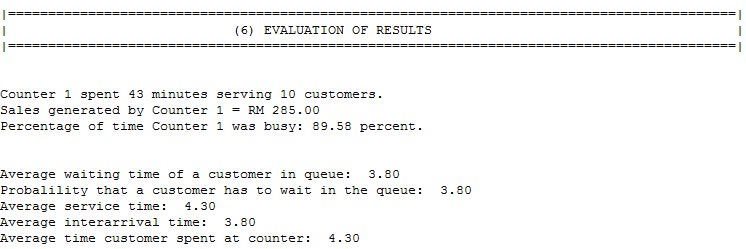 |===========================================================================================|
| (6) EVALUATION OF RESULTS |
|===========================================================================================|
Counter 1 spent 43 minutes serving 10 customers.
Sales generated by Counter 1 = RM 285.00
Percentage of time Counter 1 was busy: 89.58 percent.
Average waiting time of a customer in queue: 3.80
Probalility that a customer has to wait in the queue: 3.80
Average service time: 4.30
Average interarrival time: 3.80
Average time customer spent at counter: 4.30